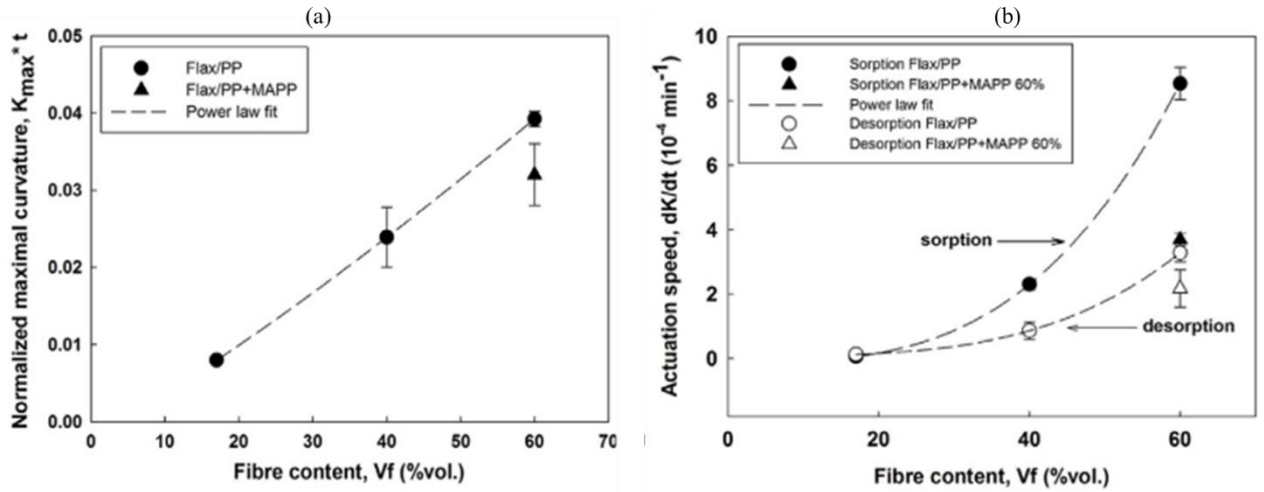 (a)
Normalized maximal curvature, Kmax* t
0.05
0.04
0.03
0.02
0.01
0.00
Flax/PP
Flax/PP+MAPP
Power law fit
0 10 20 30 40 50 60 70
Fibre content, Vf (%vol.)
(b)
Actuation speed, dK/dt (10⁻⁴ min⁻¹)
10
8
6
4
2
0
Sorption Flax/PP
Sorption Flax/PP+MAPP 60%
Power law fit
Desorption Flax/PP
Desorption Flax/PP+MAPP 60%
sorption
desorption
0 20 40 60
Fibre content, Vf (%vol.)